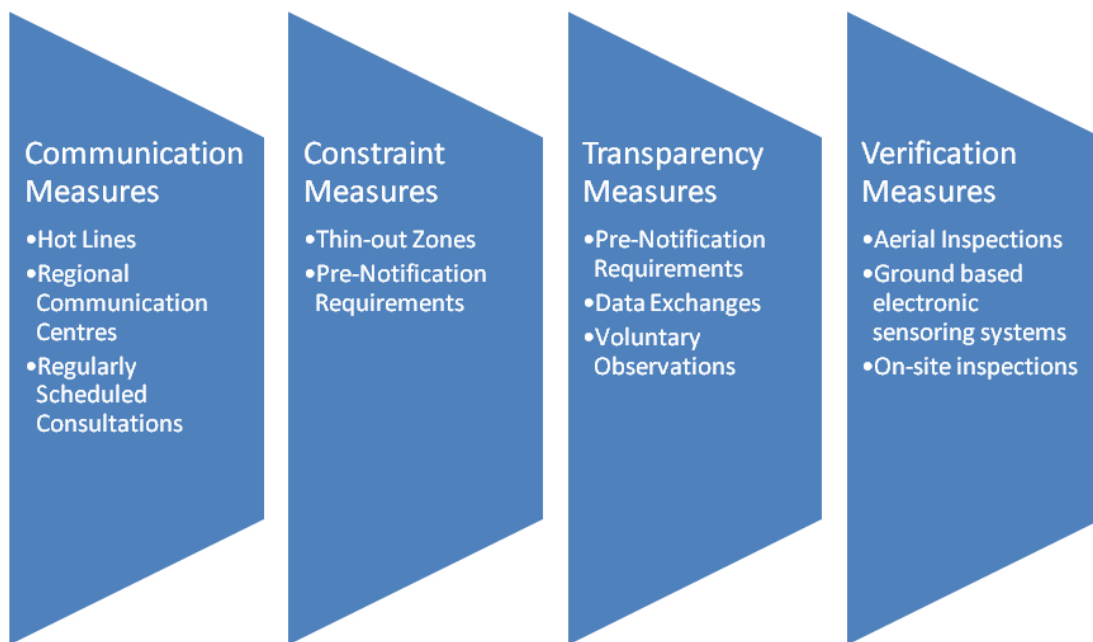 Communication
Measures
•Hot Lines
•Regional
Communication
Centres
•Regularly
Scheduled
Consultations
Constraint
Measures
•Thin-out Zones
•Pre-Notification
Requirements
Transparency
Measures
•Pre-Notification
Requirements
•Data Exchanges
•Voluntary
Observations
Verification
Measures
•Aerial Inspections
•Ground based
electronic
sensoring systems
•On-site inspections